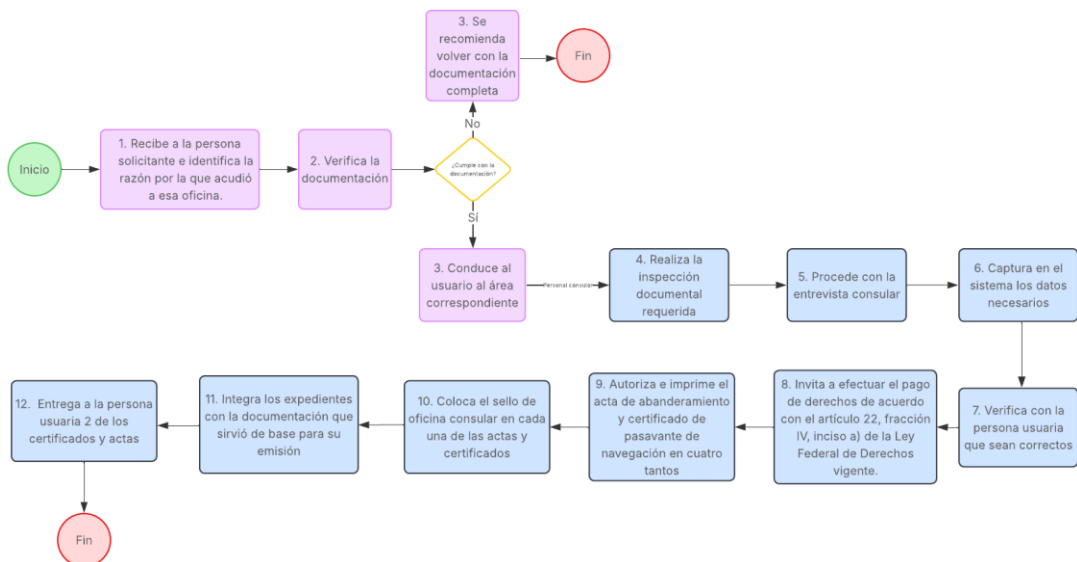 3. Se
recomienda
volver con la
documentación
completa
Fin
No
Inicio
1. Recibe a la persona
solicitante e identifica la
razón por la que acudió
a esa oficina.
2. Verifica la
documentación
¿Cumple con la
documentación?
Sí
3. Conduce al
usuario al área
correspondiente
Personal consular
4. Realiza la
inspección
documental
requerida
5. Procede con la
entrevista consular
6. Captura en el
sistema los datos
necesarios
7. Verifica con la
persona usuaria
que sean correctos
8. Invita a efectuar el pago
de derechos de acuerdo
con el artículo 22, fracción
IV, inciso a) de la Ley
Federal de Derechos
vigente.
9. Autoriza e imprime el
acta de abanderamiento
y certificado de
pasavante de
navegación en cuatro
tantos
10. Coloca el sello de
oficina consular en cada
una de las actas y
certificados
11. Integra los expedientes
con la documentación que
sirvió de base para su
emisión
12. Entrega a la persona
usuaria 2 de los
certificados y actas
Fin